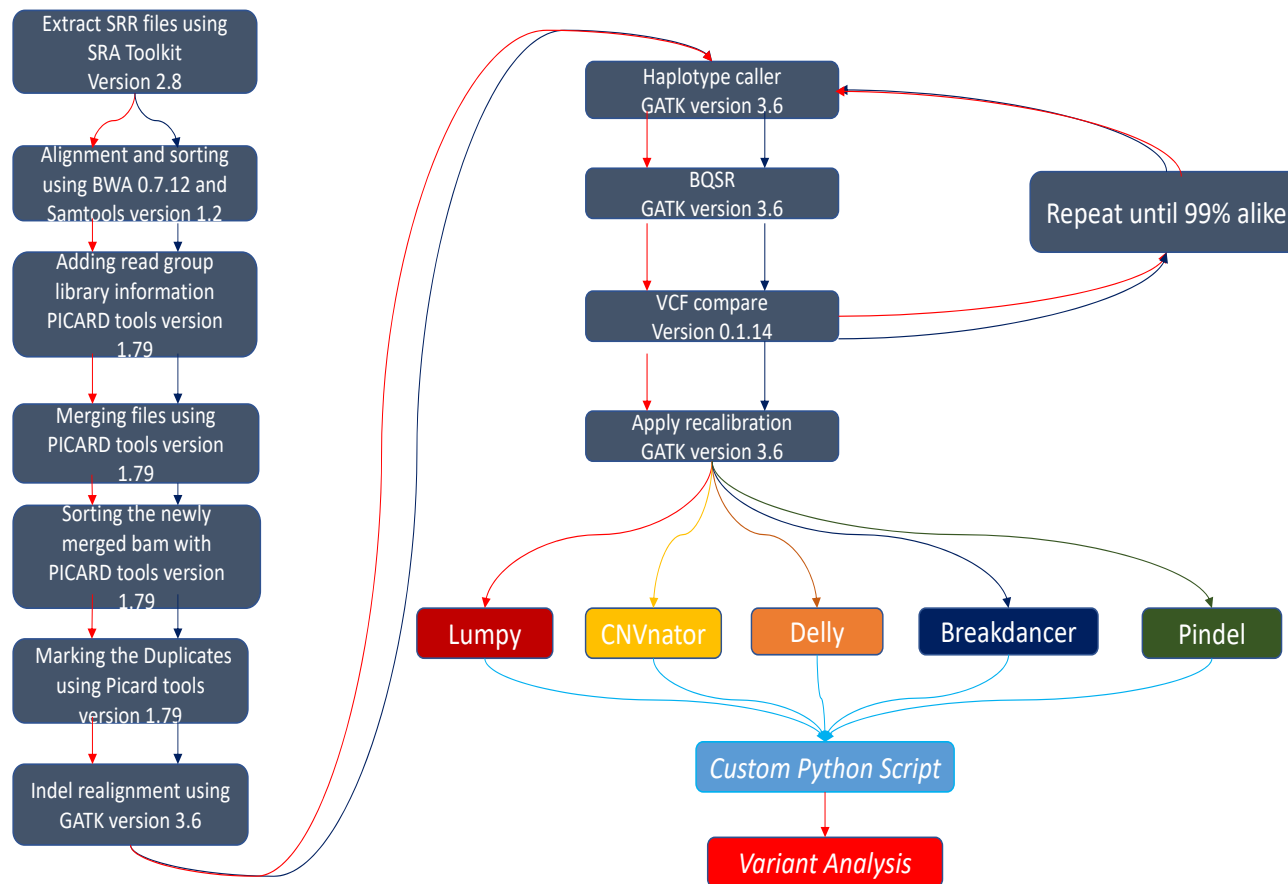 Extract SRR files using
SRA Toolkit
Version 2.8
Alignment and sorting
using BWA 0.7.12 and
Samtools version 1.2
Adding read group
library information
PICARD tools version
1.79
Merging files using
PICARD tools version
1.79
Sorting the newly
merged bam with
PICARD tools version
1.79
Marking the Duplicates
using Picard tools
version 1.79
Indel realignment using
GATK version 3.6
Haplotype caller
GATK version 3.6
BQSR
GATK version 3.6
VCF compare
Version 0.1.14
Repeat until 99% alike
Apply recalibration
GATK version 3.6
Lumpy
CNVnator
Delly
Breakdancer
Pindel
Custom Python Script
Variant Analysis